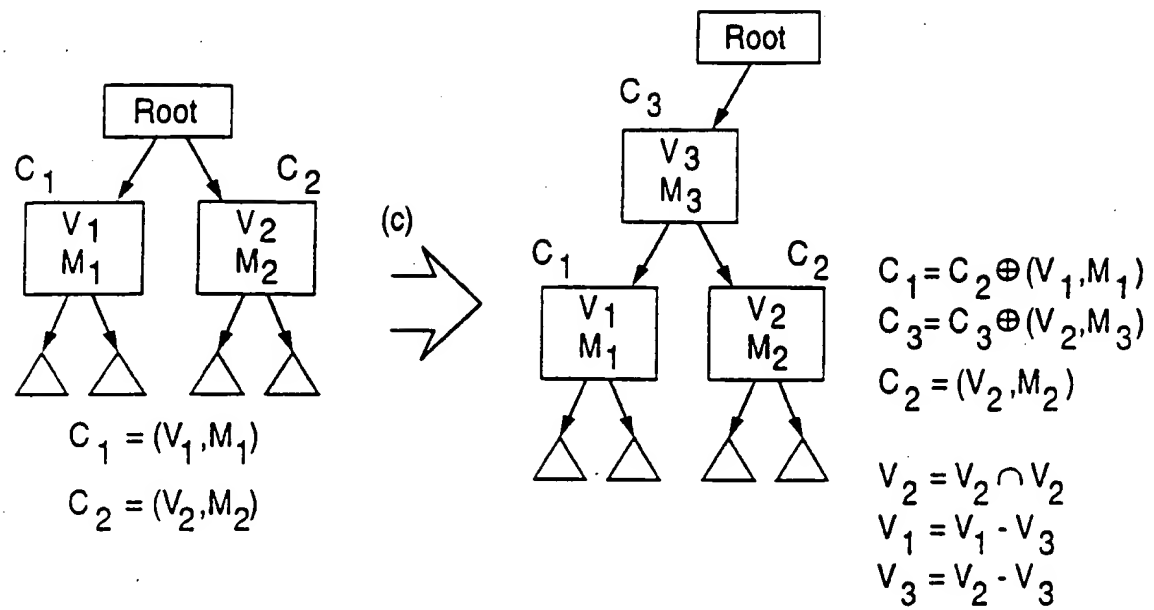 Root
C₁
C₂
V₁
M₁
V₂
M₂
C₁ = (V₁,M₁)
C₂ = (V₂,M₂)
(c)
Root
C₃
V₃
M₃
C₁
C₂
V₁
M₁
V₂
M₂
C₁= C₂⊕(V₁,M₁)
C₃= C₃⊕(V₂,M₃)
C₂ = (V₂,M₂)
V₂ = V₂ ∩ V₂
V₁ = V₁ - V₃
V₃ = V₂ - V₃